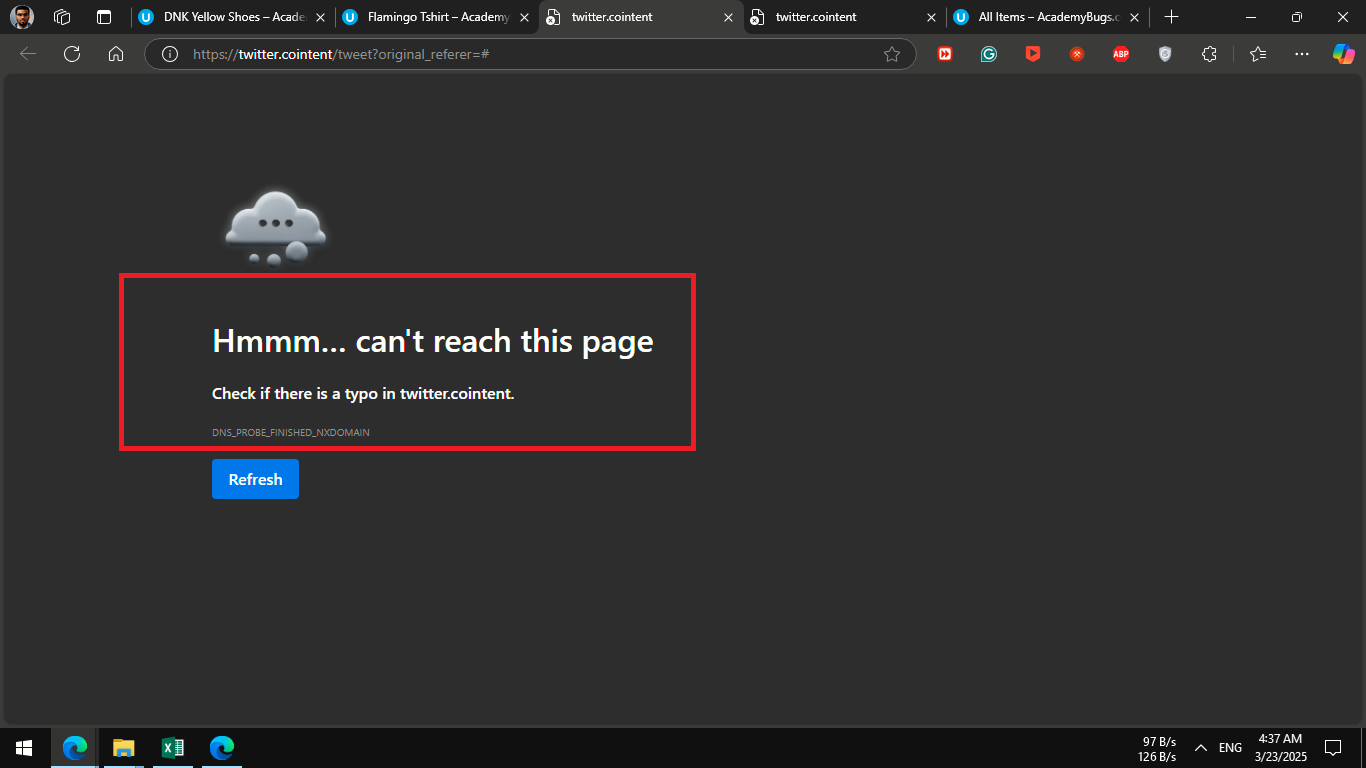 DNK Yellow Shoes – Acade
Flamingo Tshirt – Academy
twitter.cointent
twitter.cointent
All Items – AcademyBugs.c
https://twitter.cointent/tweet?original_referer=#
ABP
Hmmm... can't reach this page
Check if there is a typo in twitter.cointent.
DNS_PROBE_FINISHED_NXDOMAIN
Refresh
97 B/s
126 B/s
ENG
4:37 AM
3/23/2025